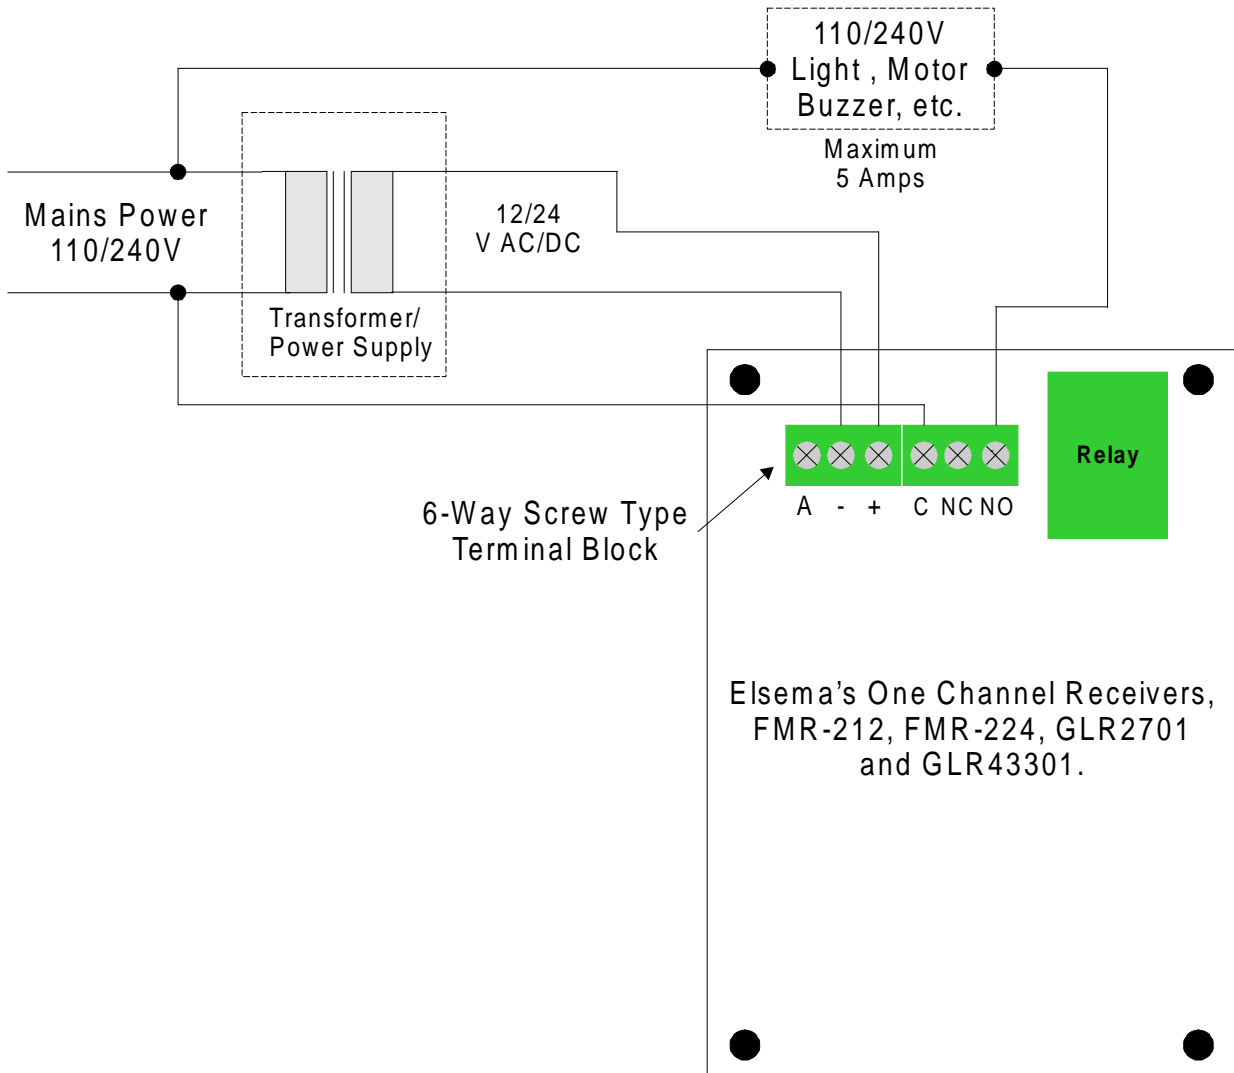 110/240V
Light , Motor
Buzzer, etc.
Maximum
5 Amps
Mains Power
110/240V
12/24
V AC/DC
Transformer/
Power Supply
Relay
A - + C NC NO
6-Way Screw Type
Terminal Block
Elsema's One Channel Receivers,
FMR-212, FMR-224, GLR2701
and GLR43301.